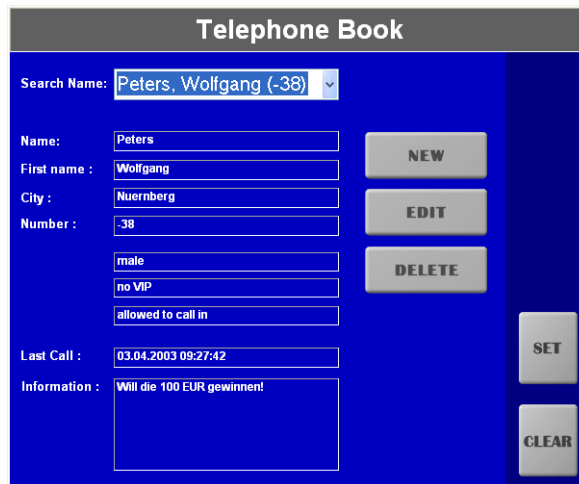 Telephone Book
Search Name: Peters, Wolfgang (-38)
Name: Peters
NEW
First name : Wolfgang
City : Nuernberg
EDIT
Number : -38
male
DELETE
no VIP
allowed to call in
SET
Last Call : 03.04.2003 09:27:42
Information : Will die 100 EUR gewinnen!
CLEAR